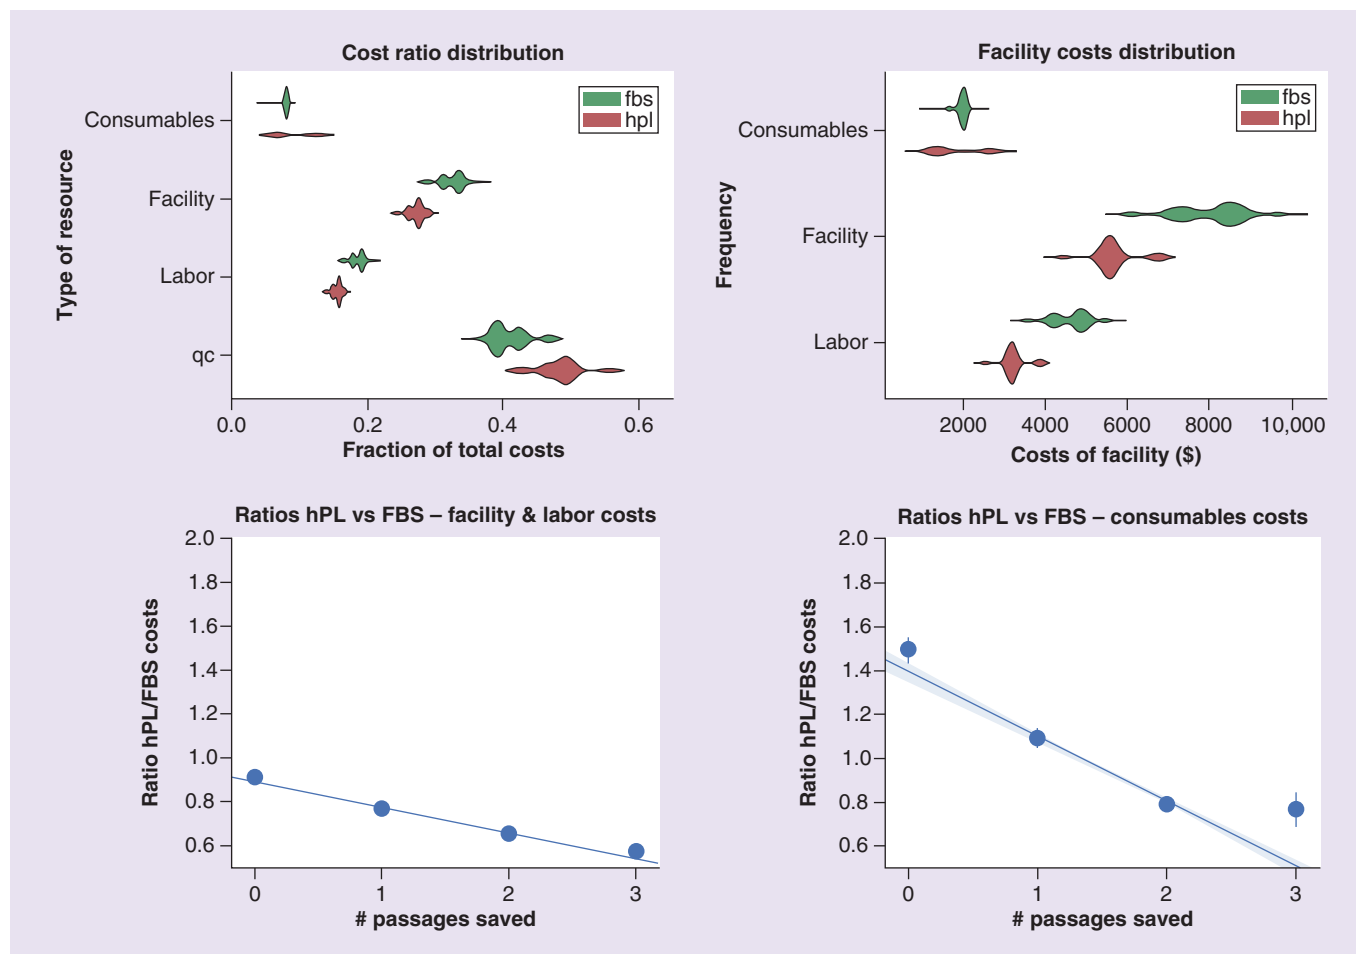 Cost ratio distribution
fbs
hpl
Type of resource
Consumables
Facility
Labor
qc
0.0 0.2 0.4 0.6
Fraction of total costs
Facility costs distribution
fbs
hpl
Frequency
Consumables
Facility
Labor
2000 4000 6000 8000 10,000
Costs of facility ($)
Ratios hPL vs FBS – facility & labor costs
Ratio hPL/FBS costs
2.0
1.8
1.6
1.4
1.2
1.0
0.8
0.6
0 1 2 3
# passages saved
Ratios hPL vs FBS – consumables costs
Ratio hPL/FBS costs
2.0
1.8
1.6
1.4
1.2
1.0
0.8
0.6
0 1 2 3
# passages saved